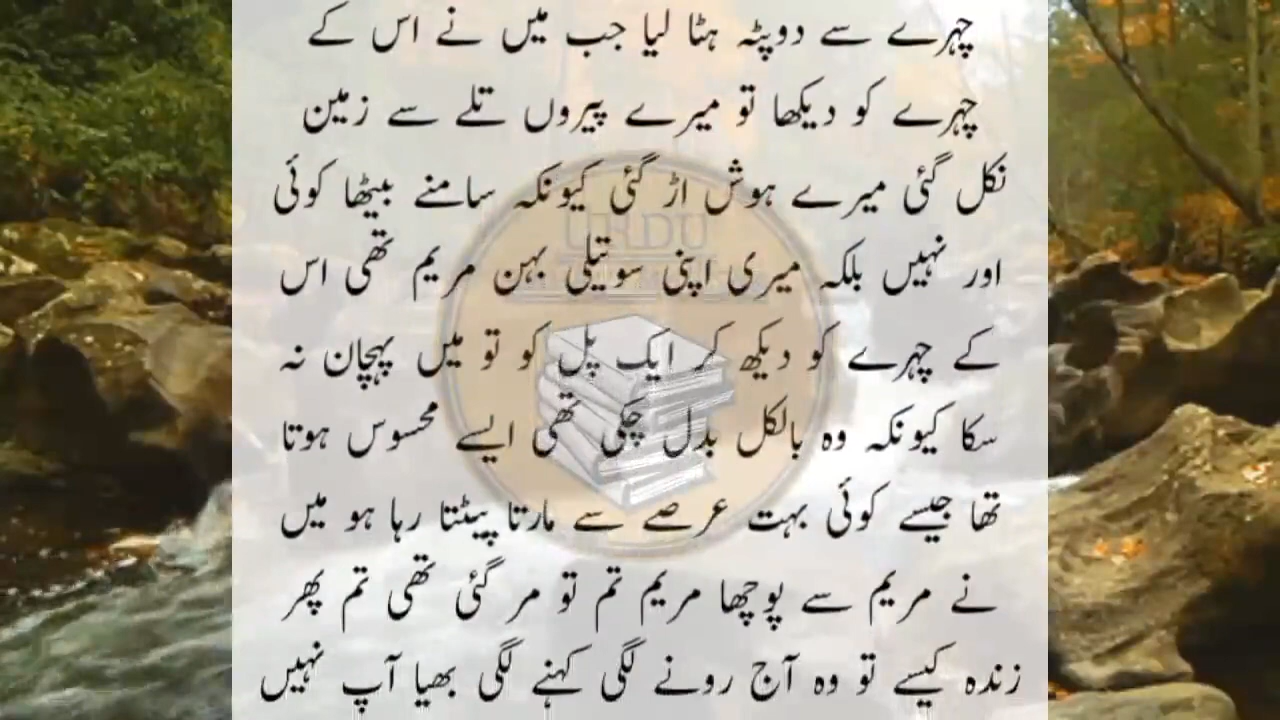 چہرے سے دوپٹہ ہٹا لیا جب میں نے اس کے
چہرے کو دیکھا تو میرے پیروں تلے سے زمین
نکل گئی میرے ہوش اڑ گئی کیونکہ سامنے بیٹھا کوئی
اور نہیں بلکہ میری اپنی سوتیلی بہن مریم تھی اس
کے چہرے کو دیکھ کر ایک پل کو تو میں پہچان نہ
سکا کیونکہ وہ بالکل بدل چکی تھی ایسے محسوس ہوتا
تھا جیسے کوئی بہت عرصے سے مارتا پیٹتا رہا ہو میں
نے مریم سے پوچھا مریم تم تو مر گئی تھی تم پھر
زندہ کیسے تو وہ آج رونے لگی کہنے لگی بھیا آپ نہیں
URDU